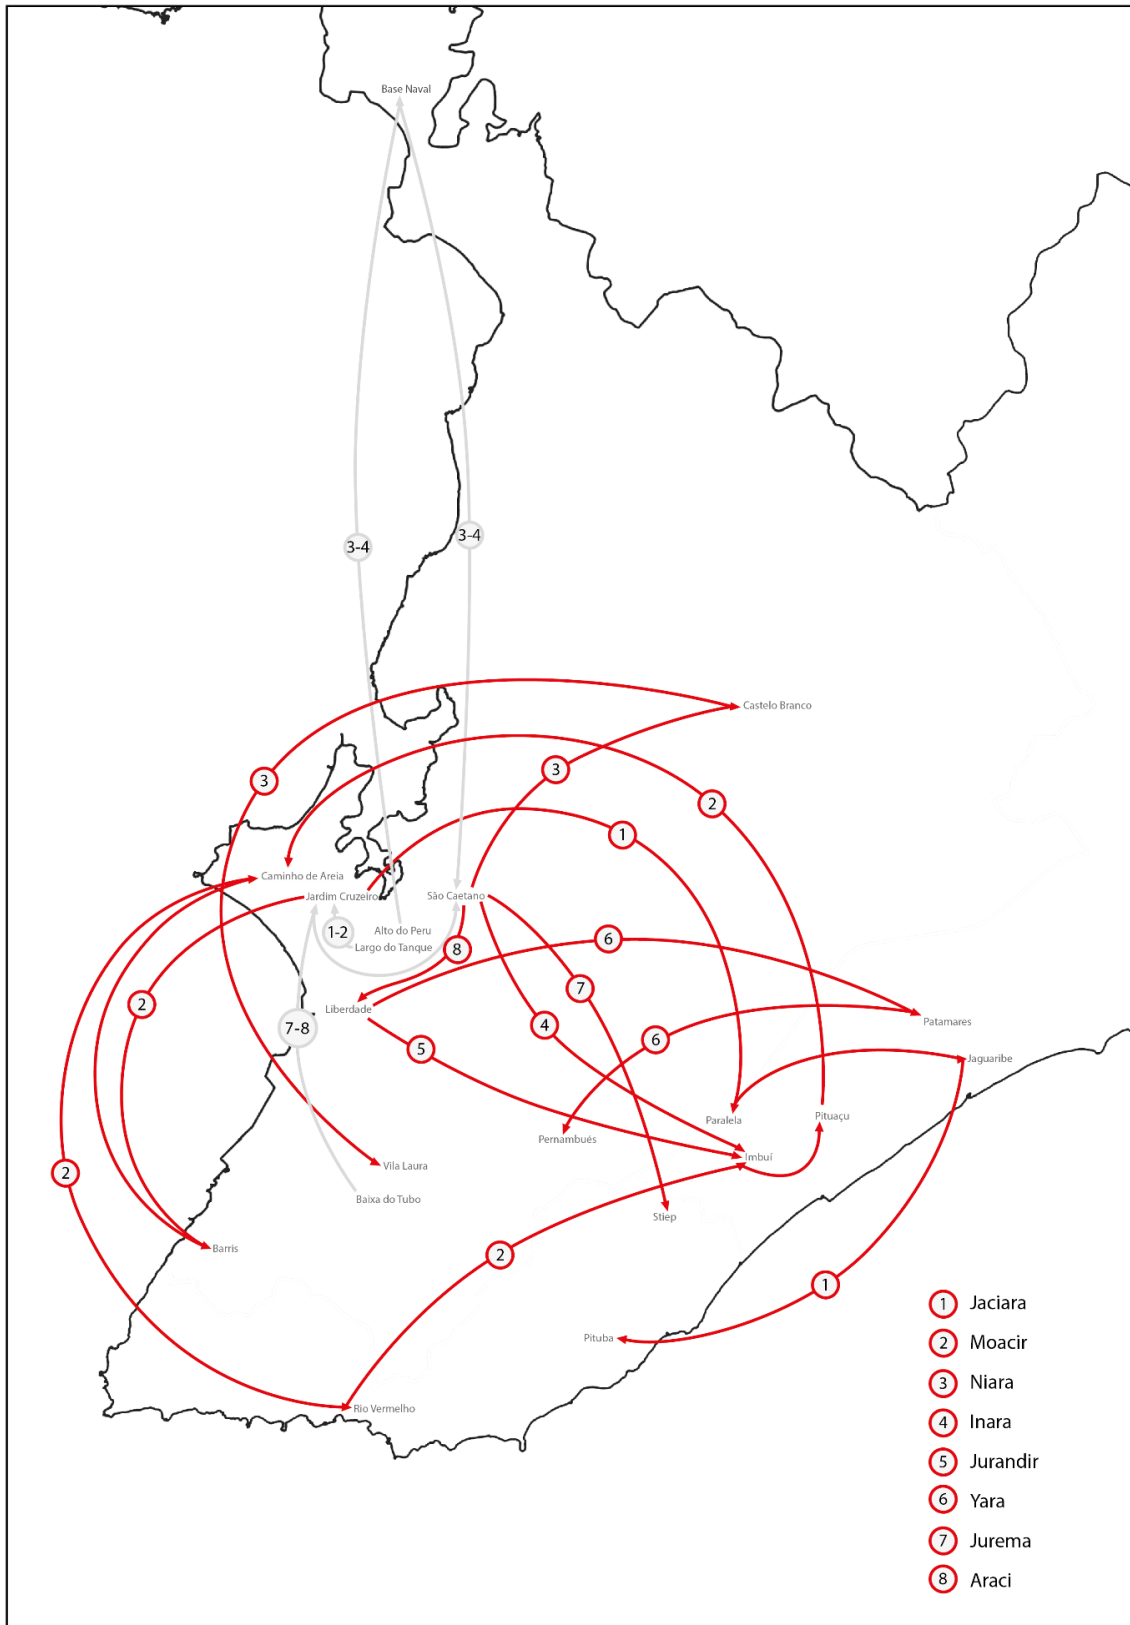 Base Naval
3-4
3-4
Castelo Branco
3
3
2
1
Caminho de Areia
Jardim Cruzeiro
São Caetano
1-2
Alto do Peru
Largo do Tanque
8
6
7
2
Liberdade
Patamares
7-8
4
6
5
Jaguaribe
Paralela
Pituaçu
Pernambués
Imbuí
2
Vila Laura
Baixa do Tubo
Stiep
Barris
2
1
Pituba
Rio Vermelho
1 Jaciara
2 Moacir
3 Niara
4 Inara
5 Jurandir
6 Yara
7 Jurema
8 Araci